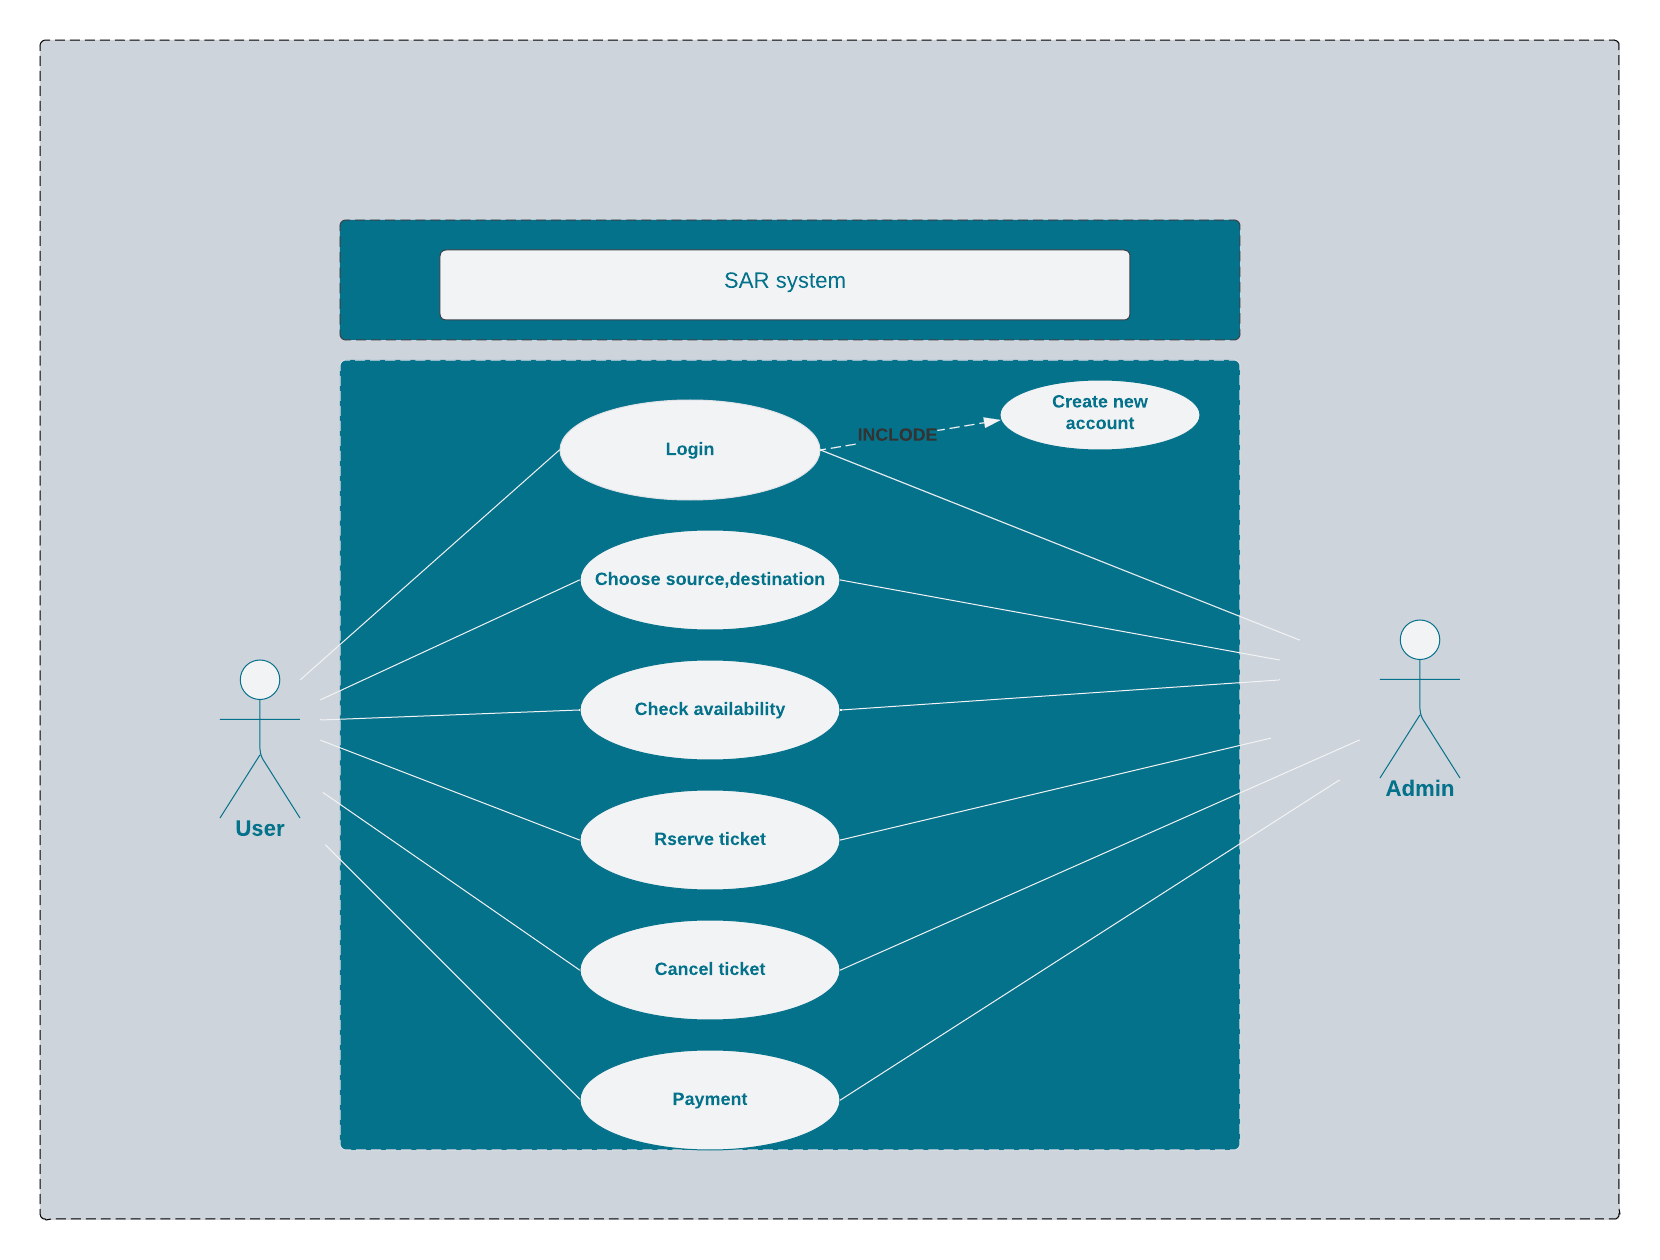 SAR system
Create new
account
INCLODE
Login
Choose source,destination
Check availability
Admin
User
Rserve ticket
Cancel ticket
Payment